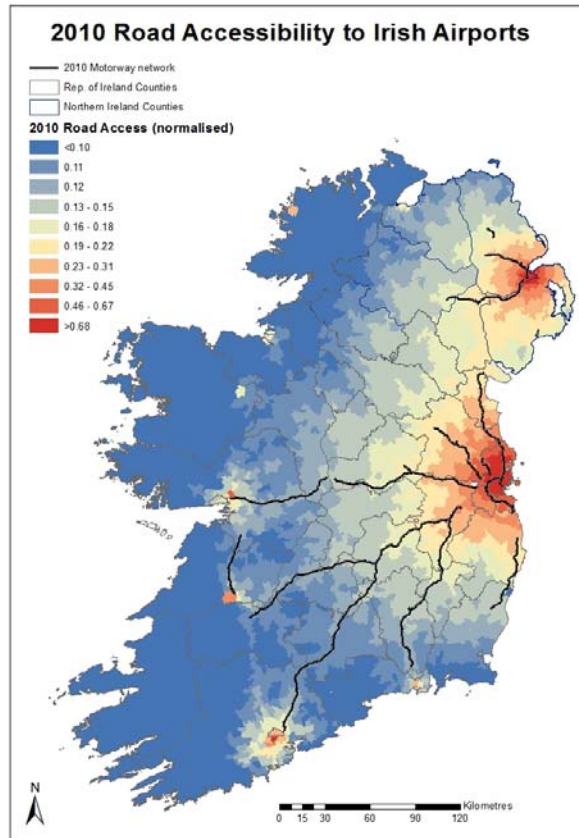 2010 Road Accessibility to Irish Airports
2010 Motorway network
Rep. of Ireland Counties
Northern Ireland Counties
2010 Road Access (normalised)
<0.10
0.11
0.12
0.13 - 0.15
0.16 - 0.18
0.19 - 0.22
0.23 - 0.31
0.32 - 0.45
0.46 - 0.67
>0.68
N
Kilometres
0 15 30 60 90 120